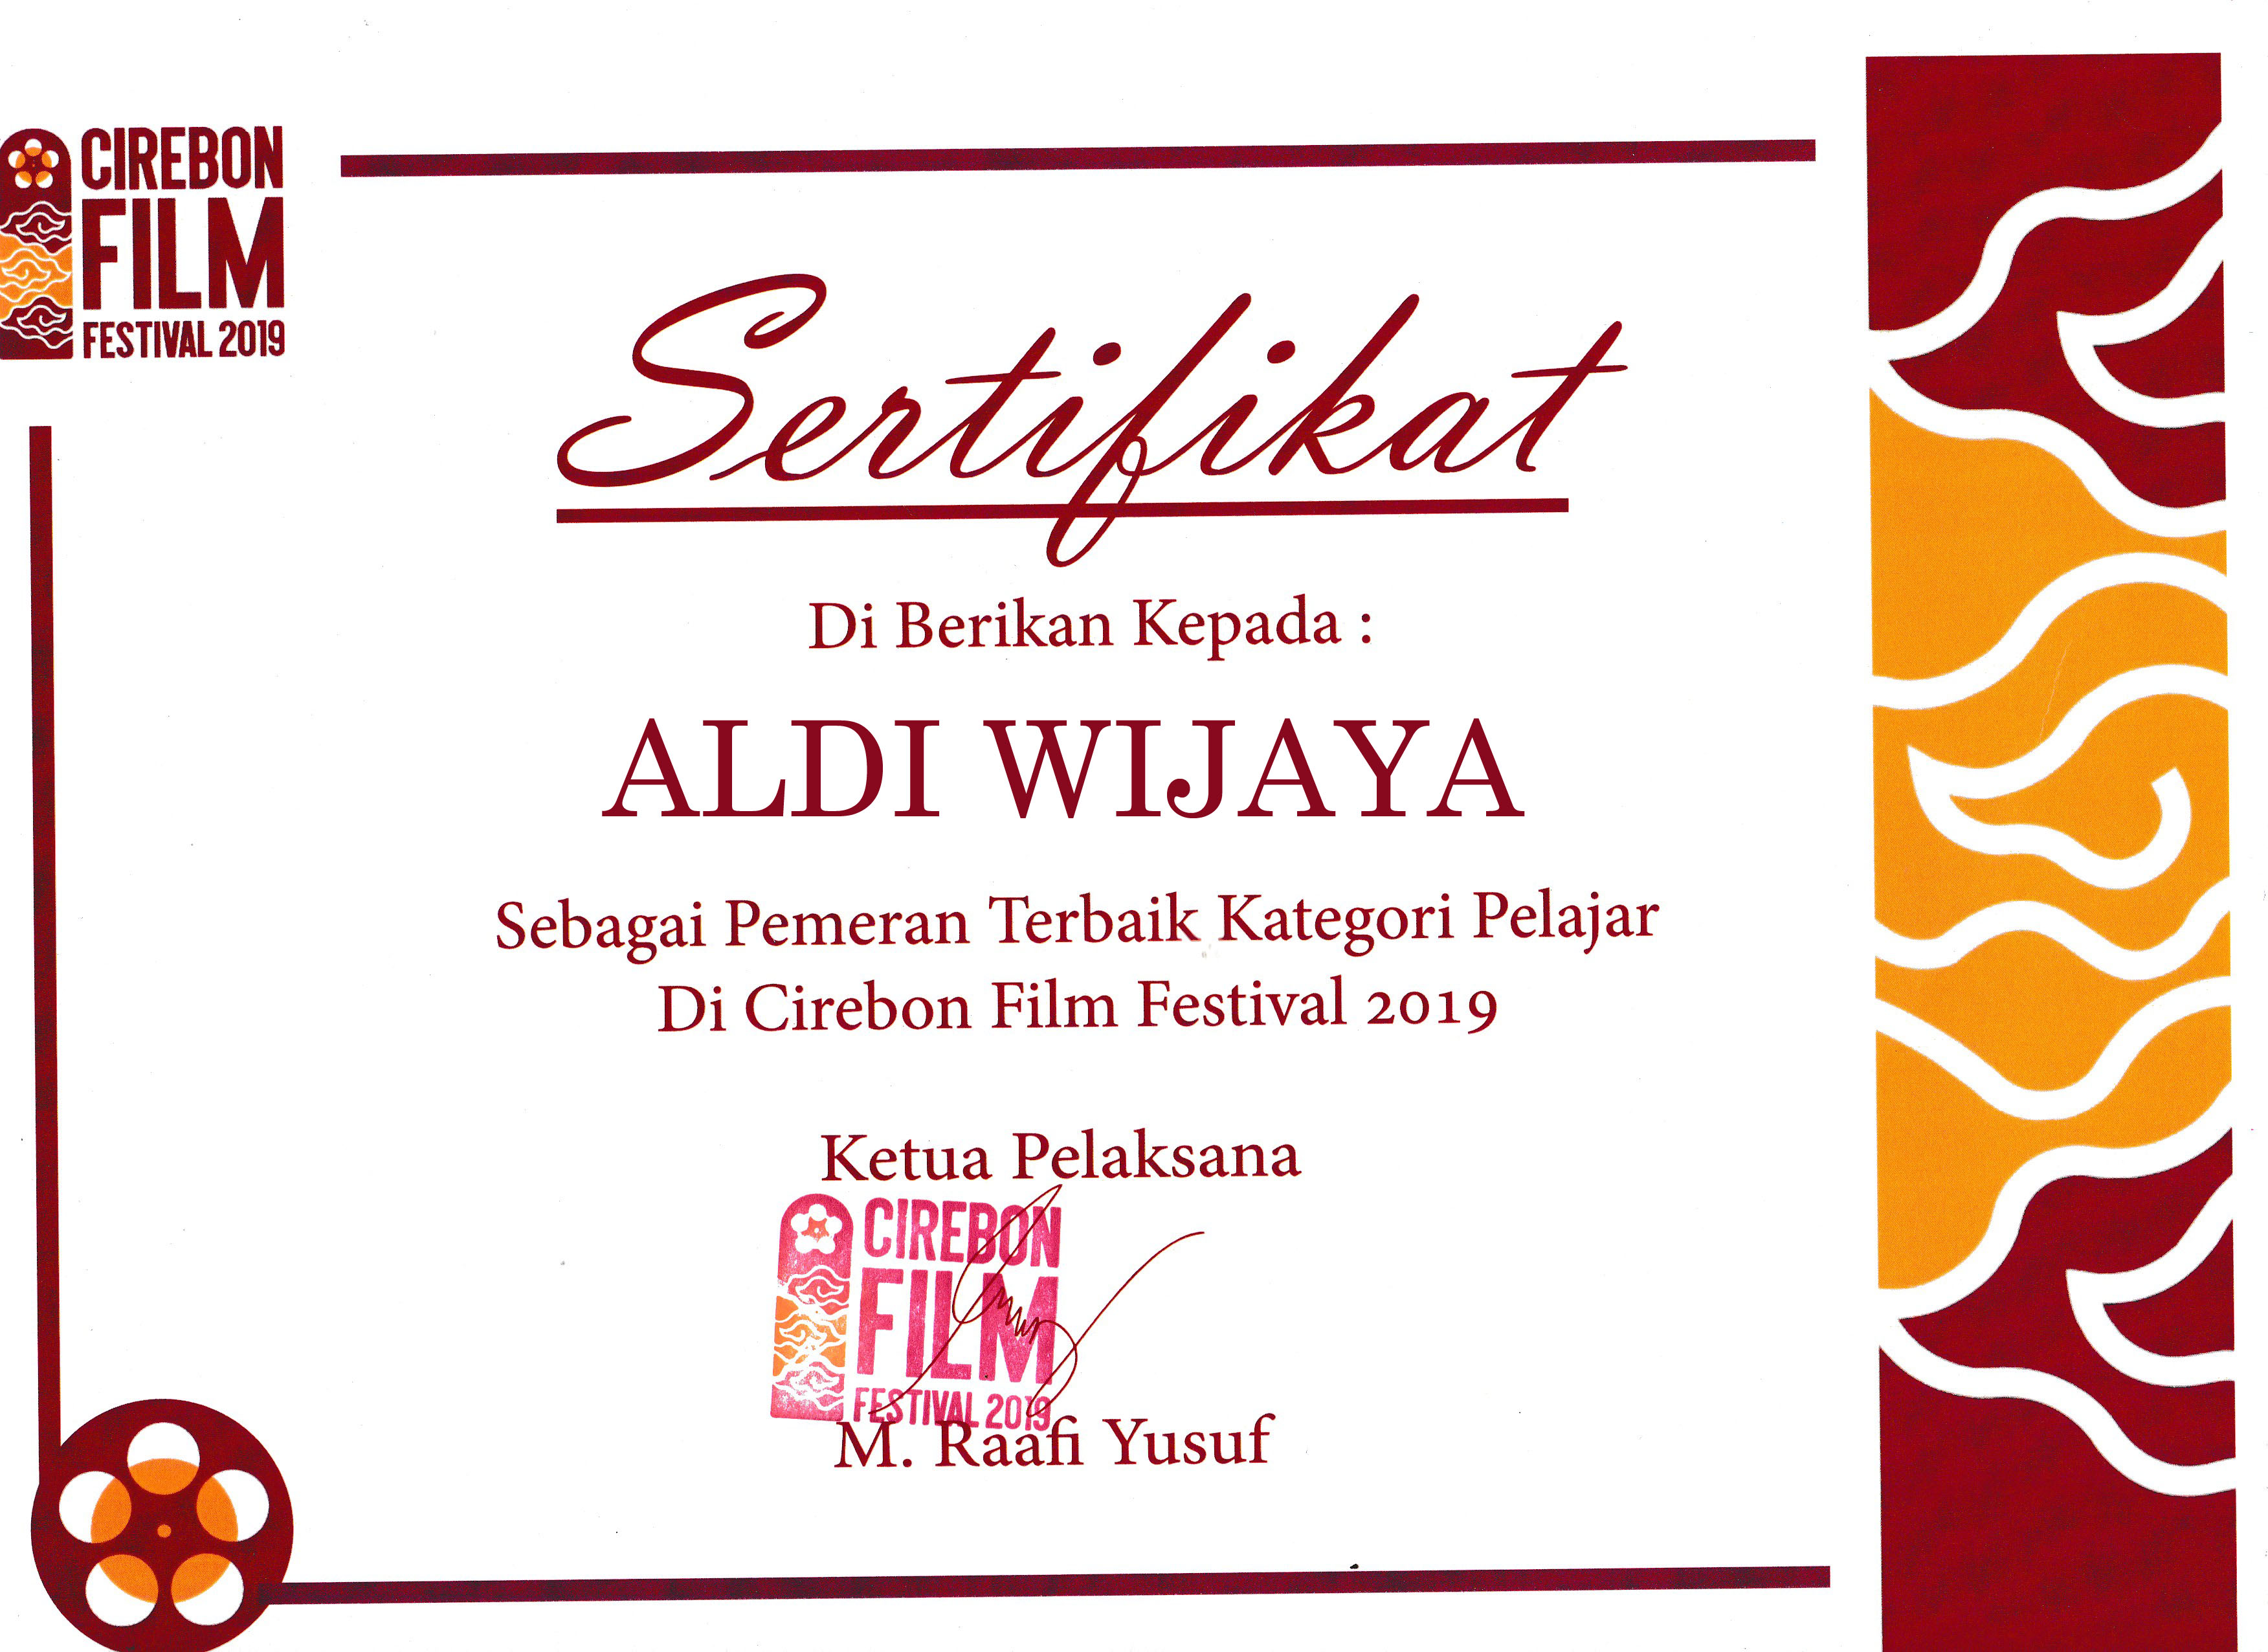 CIREBON
FILM
FESTIVAL 2019
Sertifikat
Di Berikan Kepada :
ALDI WIJAYA
Sebagai Pemeran Terbaik Kategori Pelajar
Di Cirebon Film Festival 2019
Ketua Pelaksana
CIREBON
FILM
FESTIVAL 2019
M. Raafi Yusuf